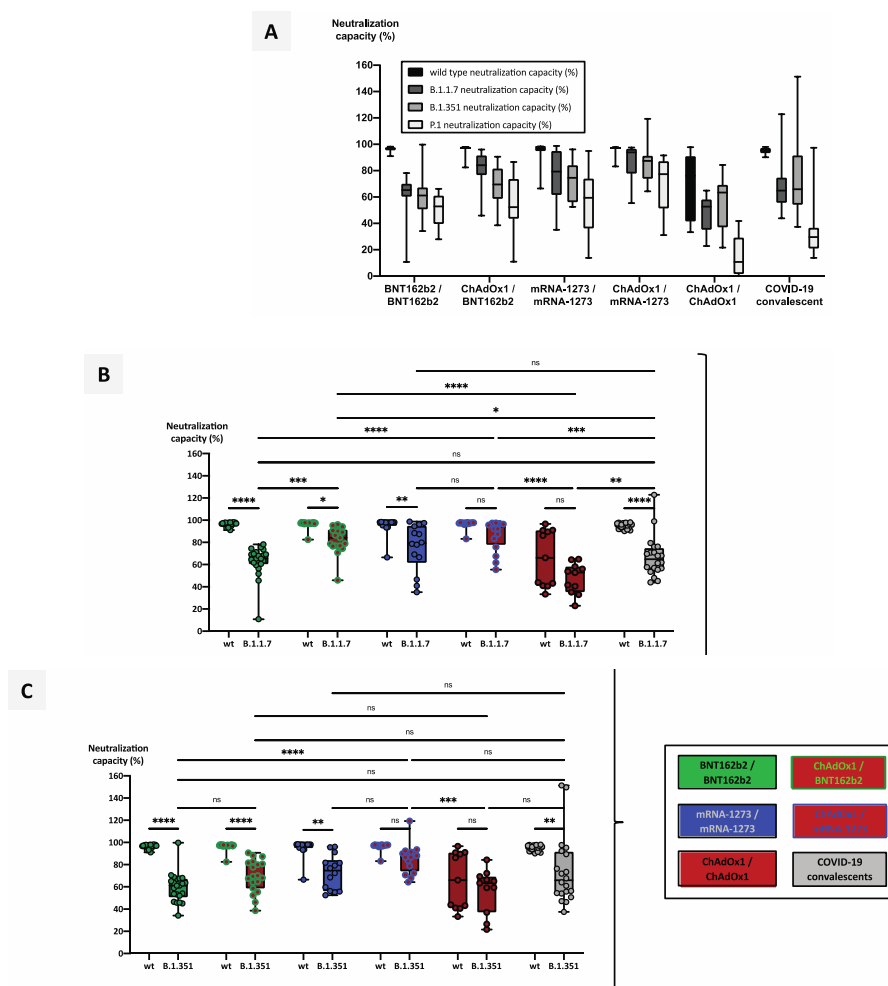 A
Neutralization
capacity (%)
160
140
120
100
80
60
40
20
0
wild type neutralization capacity (%)
B.1.1.7 neutralization capacity (%)
B.1.351 neutralization capacity (%)
P.1 neutralization capacity (%)
BNT162b2 / BNT162b2
ChAdOx1 / BNT162b2
mRNA-1273 / mRNA-1273
ChAdOx1 / mRNA-1273
ChAdOx1 / ChAdOx1
COVID-19 convalescent
B
ns
****
*
**** ***
ns
*** ns **** **
**** * ** ns ns ****
Neutralization
capacity (%)
160
140
120
100
80
60
40
20
0
wt B.1.1.7 wt B.1.1.7 wt B.1.1.7 wt B.1.1.7 wt B.1.1.7 wt B.1.1.7
C
ns
ns
ns
**** ns
ns
ns ns *** ns
**** **** ** ns ns **
Neutralization
capacity (%)
160
140
120
100
80
60
40
20
0
wt B.1.351 wt B.1.351 wt B.1.351 wt B.1.351 wt B.1.351 wt B.1.351
BNT162b2 /
BNT162b2
ChAdOx1 /
BNT162b2
mRNA-1273 /
mRNA-1273
ChAdOx1 /
mRNA-1273
ChAdOx1 /
ChAdOx1
COVID-19
convalescents